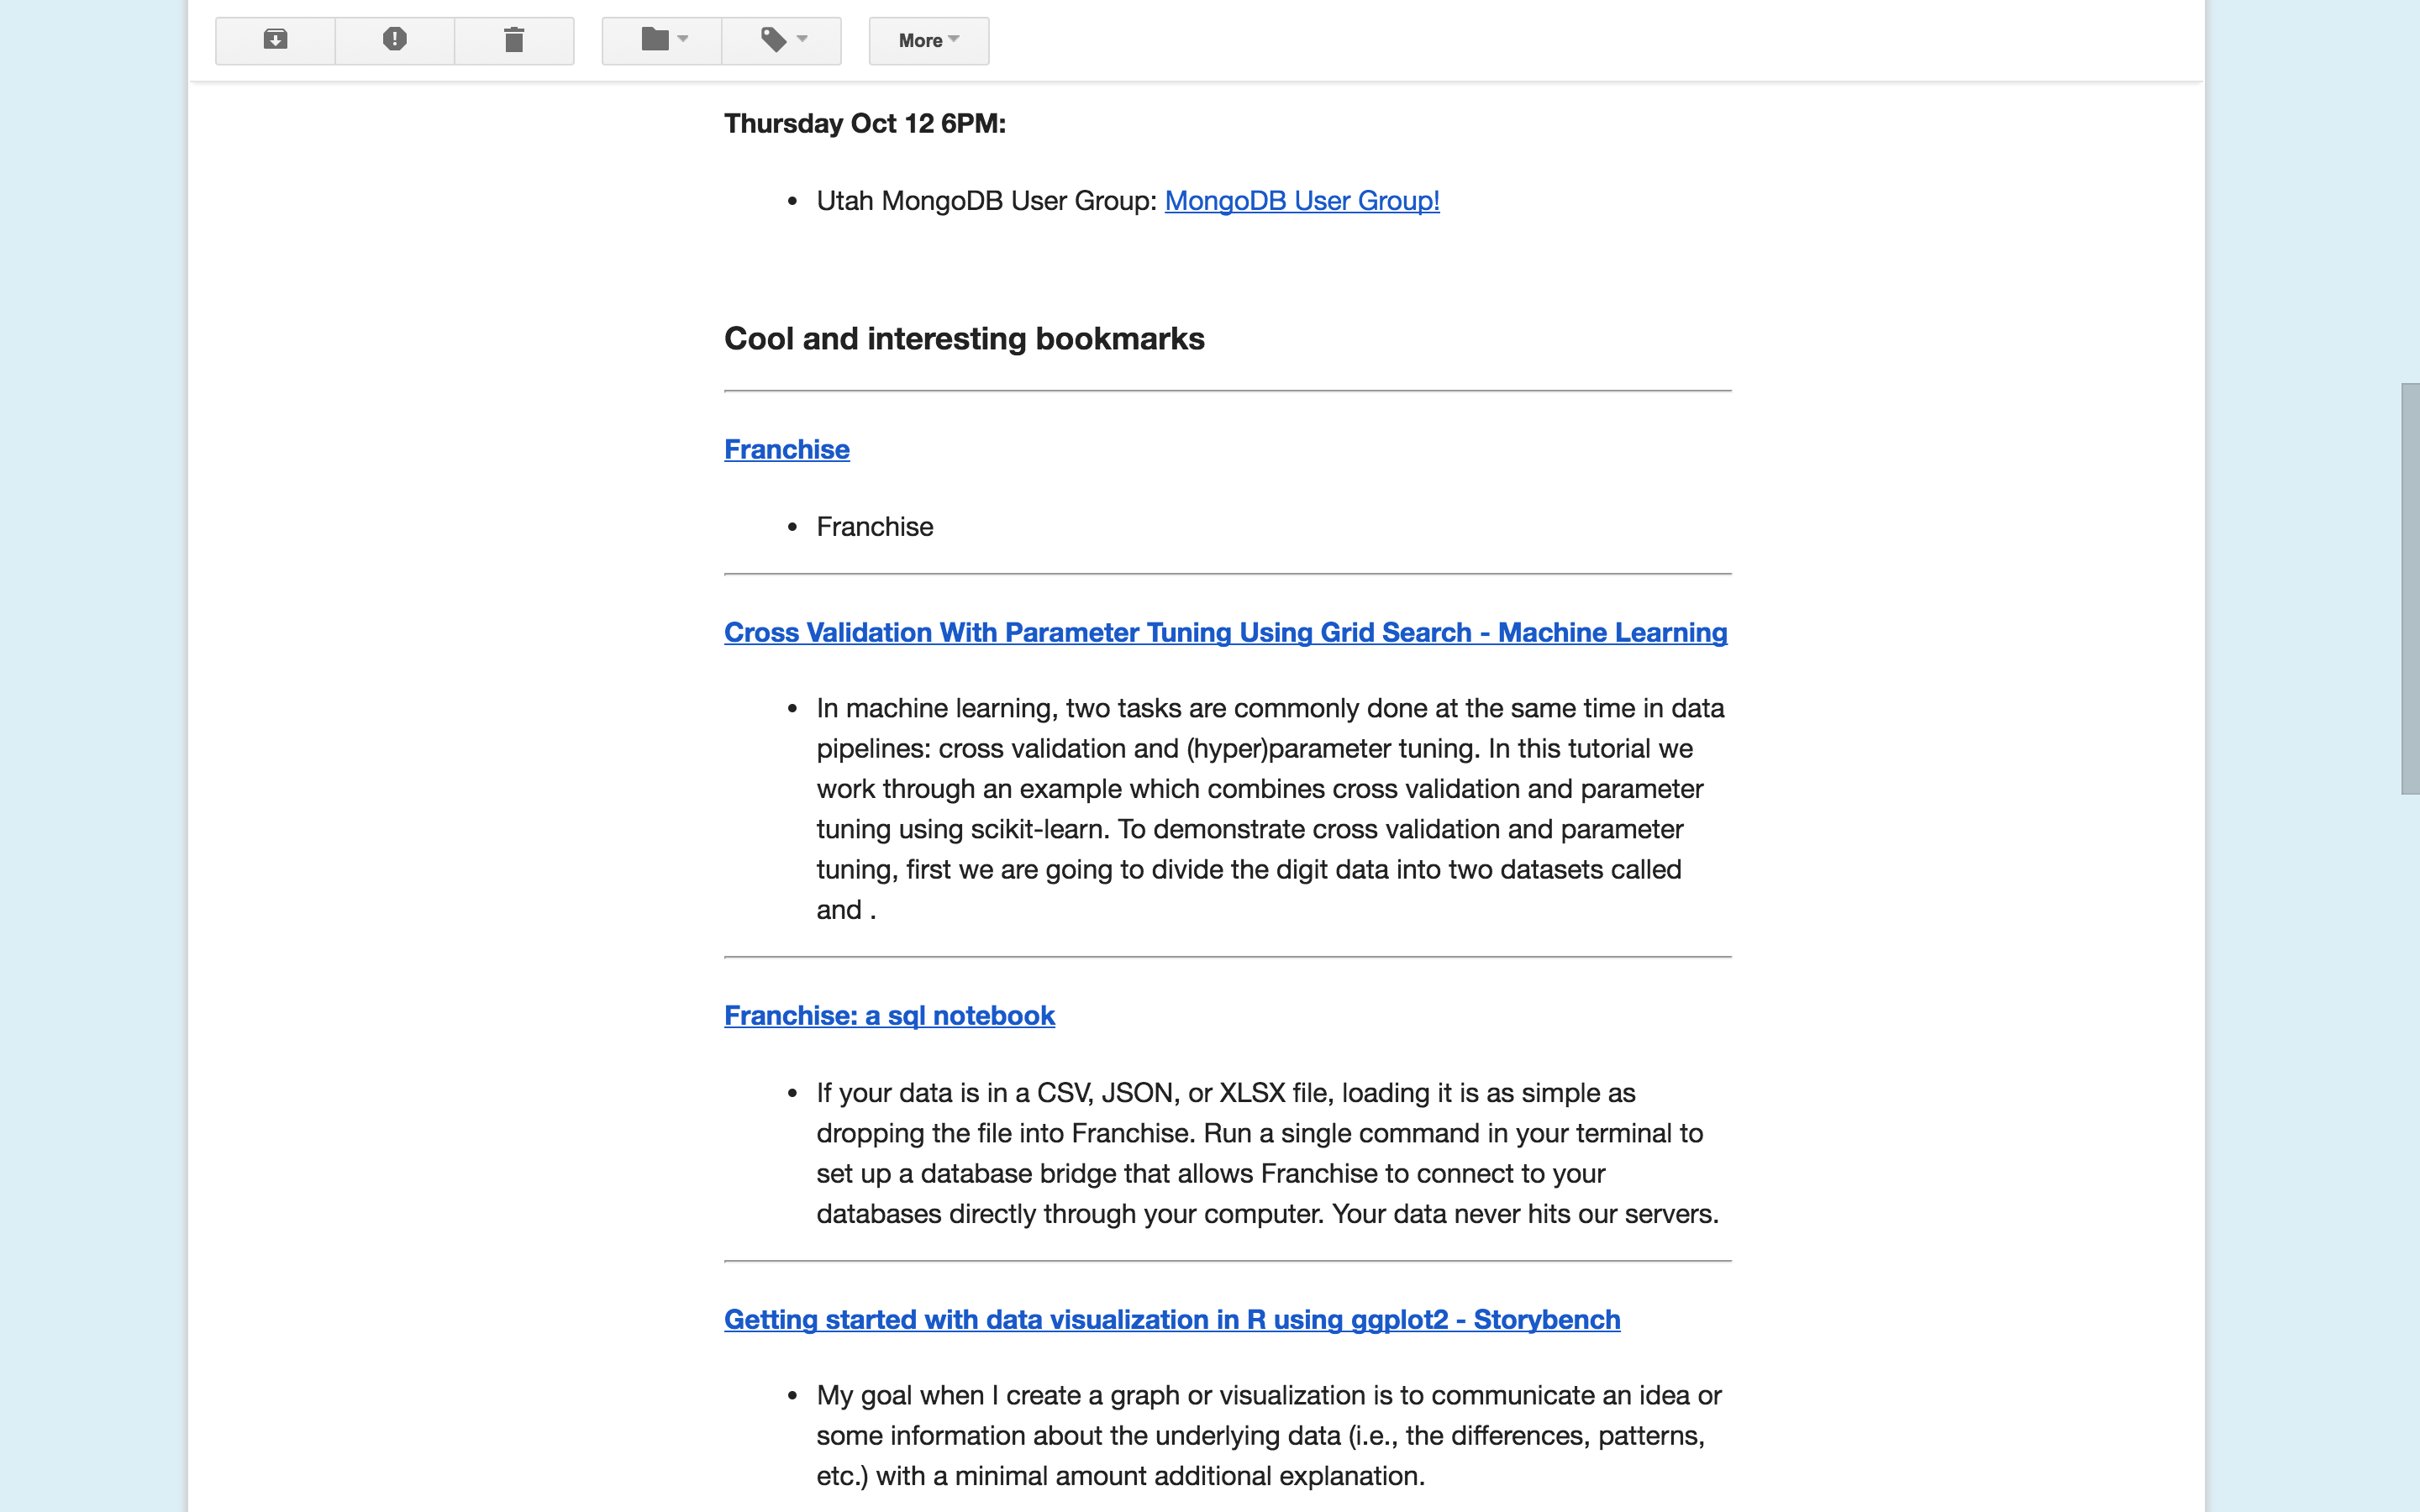 More
Thursday Oct 12 6PM:
• Utah MongoDB User Group: MongoDB User Group!
Cool and interesting bookmarks
Franchise
• Franchise
Cross Validation With Parameter Tuning Using Grid Search - Machine Learning
• In machine learning, two tasks are commonly done at the same time in data
pipelines: cross validation and (hyper)parameter tuning. In this tutorial we
work through an example which combines cross validation and parameter
tuning using scikit-learn. To demonstrate cross validation and parameter
tuning, first we are going to divide the digit data into two datasets called
and .
Franchise: a sql notebook
• If your data is in a CSV, JSON, or XLSX file, loading it is as simple as
dropping the file into Franchise. Run a single command in your terminal to
set up a database bridge that allows Franchise to connect to your
databases directly through your computer. Your data never hits our servers.
Getting started with data visualization in R using ggplot2 - Storybench
• My goal when I create a graph or visualization is to communicate an idea or
some information about the underlying data (i.e., the differences, patterns,
etc.) with a minimal amount additional explanation.